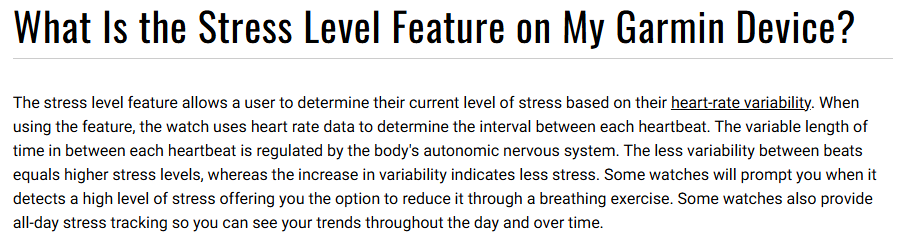 What Is the Stress Level Feature on My Garmin Device?
The stress level feature allows a user to determine their current level of stress based on their heart-rate variability. When
using the feature, the watch uses heart rate data to determine the interval between each heartbeat. The variable length of
time in between each heartbeat is regulated by the body's autonomic nervous system. The less variability between beats
equals higher stress levels, whereas the increase in variability indicates less stress. Some watches will prompt you when it
detects a high level of stress offering you the option to reduce it through a breathing exercise. Some watches also provide
all-day stress tracking so you can see your trends throughout the day and over time.